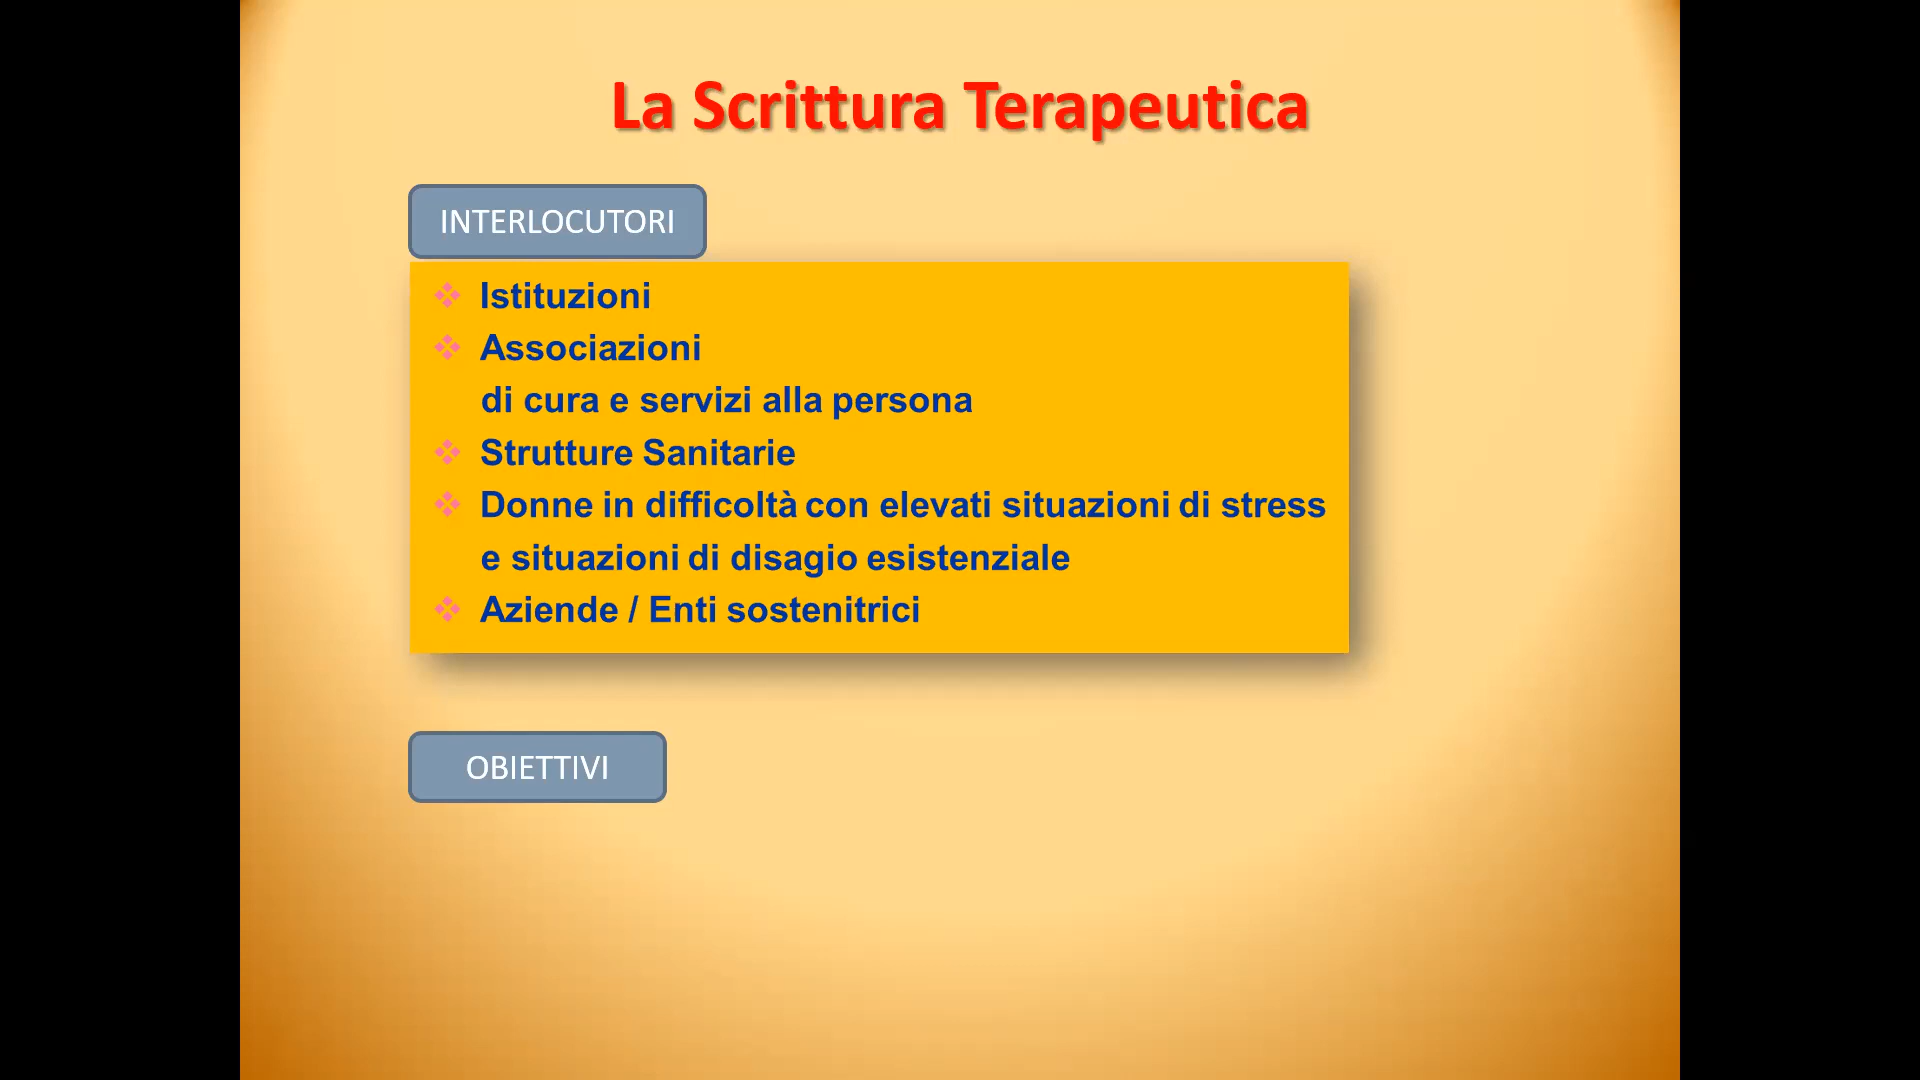 La Scrittura Terapeutica
INTERLOCUTORI
Istituzioni
Associazioni
di cura e servizi alla persona
Strutture Sanitarie
Donne in difficoltà con elevati situazioni di stress
e situazioni di disagio esistenziale
Aziende / Enti sostenitrici
OBIETTIVI